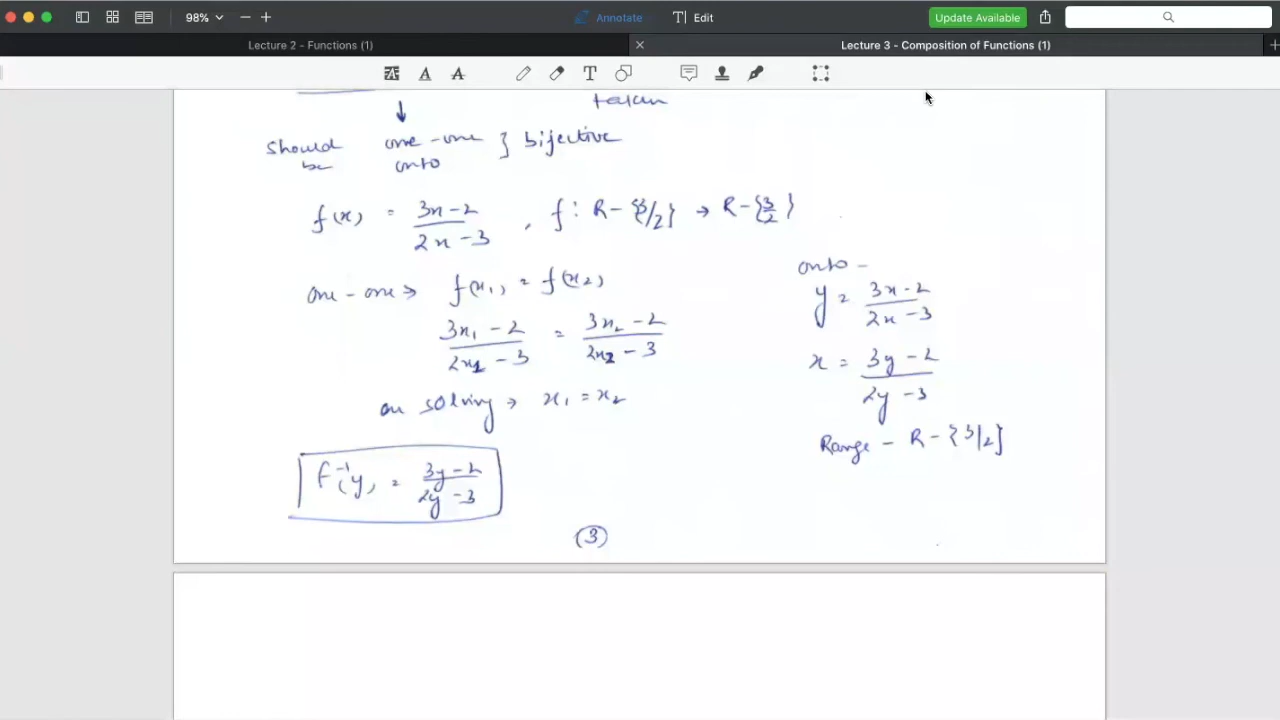 98%
Annotate
Edit
Update Available
Lecture 2 - Functions (1)
Lecture 3 - Composition of Functions (1)
taken
Should be one-one onto } bijective
f(x) = 3x-2 / 2x-3 , f: R-{3/2} → R-{3/2}
one-one → f(x1) = f(x2)
3x1-2 / 2x1-3 = 3x2-2 / 2x2-3
on solving → x1 = x2
f⁻¹(y) = 3y-2 / 2y-3
(3)
onto -
y = 3x-2 / 2x-3
x = 3y-2 / 2y-3
Range - R-{3/2}